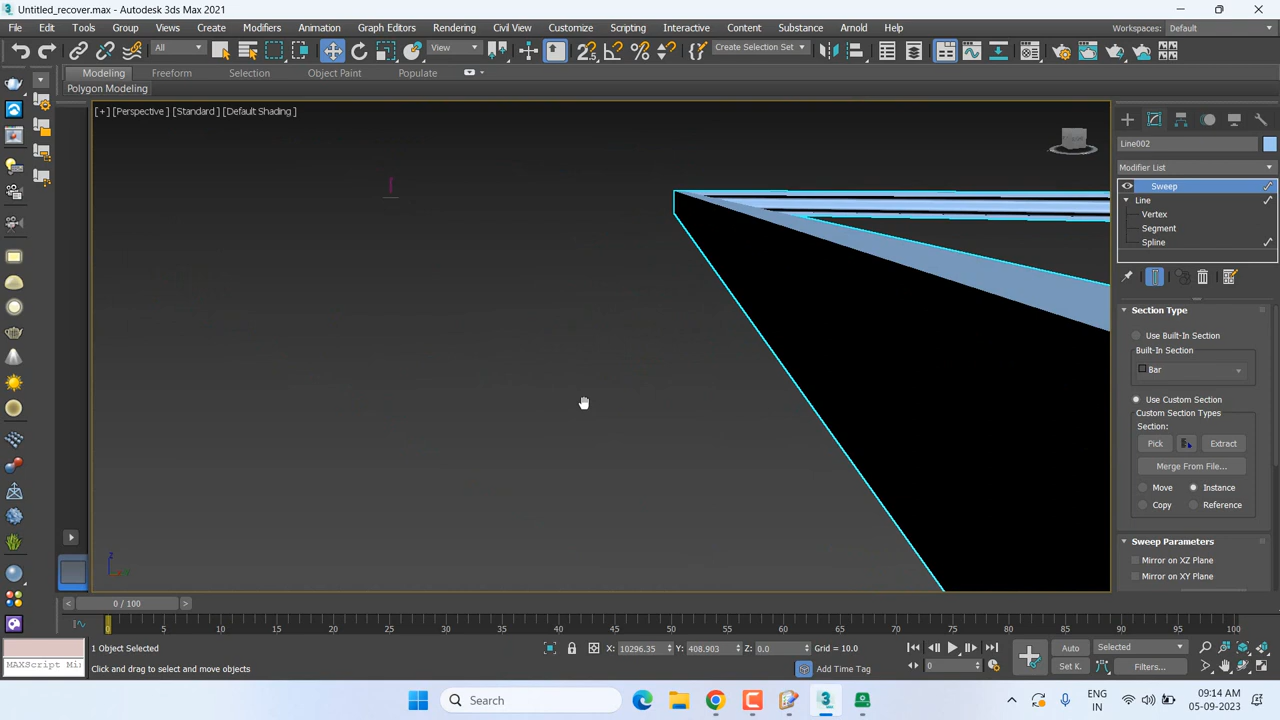 Untitled_recover.max - Autodesk 3ds Max 2021
File Edit Tools Group Views Create Modifiers Animation Graph Editors Rendering Civil View Customize Scripting Interactive Content Substance Arnold Help
Workspaces: Default
All
View
Create Selection Set
Modeling Freeform Selection Object Paint Populate
Polygon Modeling
[+] [Perspective ] [Standard ] [Default Shading ]
Line002
Modifier List
Sweep
Line
Vertex
Segment
Spline
Section Type
Use Built-In Section
Built-In Section
Bar
Use Custom Section
Custom Section Types
Section:
Pick Extract
Merge From File...
Move Instance
Copy Reference
Sweep Parameters
Mirror on XZ Plane
Mirror on XY Plane
z
< 0 / 100 >
0 5 10 15 20 25 30 35 40 45 50 55 60 65 70 75 80 85 90 95 100
1 Object Selected
X: 10296.35 Y: 408.903 Z: 0.0 Grid = 10.0
Auto Selected
MAXScript Mi
Click and drag to select and move objects
Add Time Tag
0
Set K. Filters...
Search
ENG
IN
09:14 AM
05-09-2023